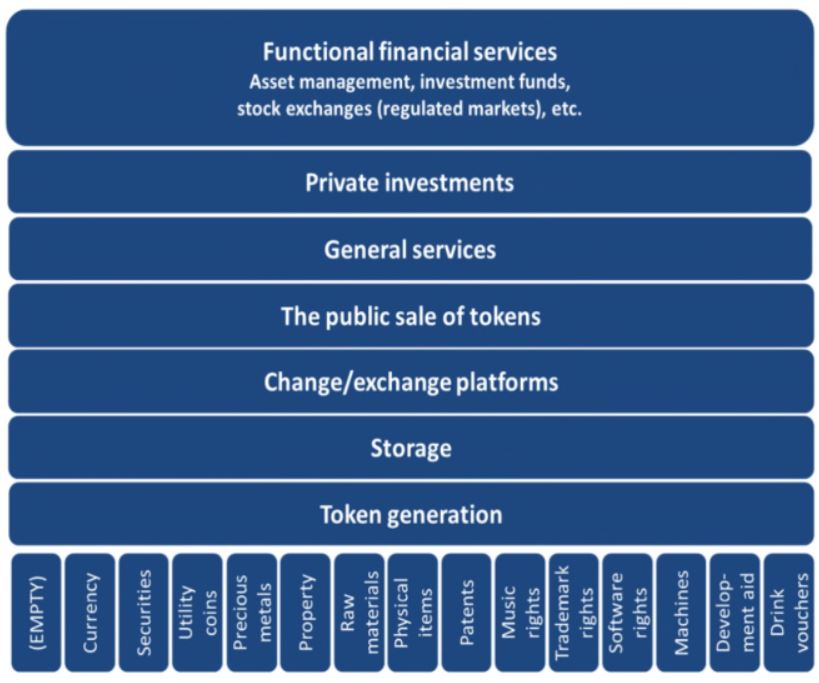 Functional financial services
Asset management, investment funds,
stock exchanges (regulated markets), etc.
Private investments
General services
The public sale of tokens
Change/exchange platforms
Storage
Token generation
(EMPTY)
Currency
Securities
Utility
coins
Precious
metals
Property
Raw
materials
Physical
items
Patents
Music
rights
Trademark
rights
Software
rights
Machines
Develop-
ment aid
Drink
vouchers